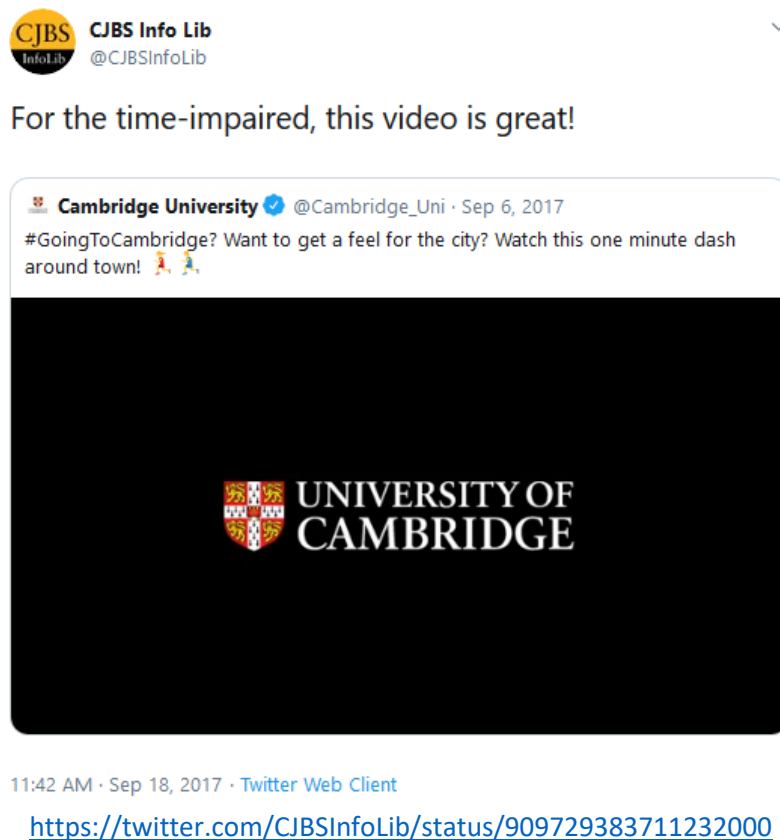 CJBS
InfoLib
CJBS Info Lib
@CJBSInfoLib
For the time-impaired, this video is great!
Cambridge University @Cambridge_Uni · Sep 6, 2017
#GoingToCambridge? Want to get a feel for the city? Watch this one minute dash
around town! 🏃 🏃
UNIVERSITY OF
CAMBRIDGE
11:42 AM · Sep 18, 2017 · Twitter Web Client
https://twitter.com/CJBSInfoLib/status/909729383711232000